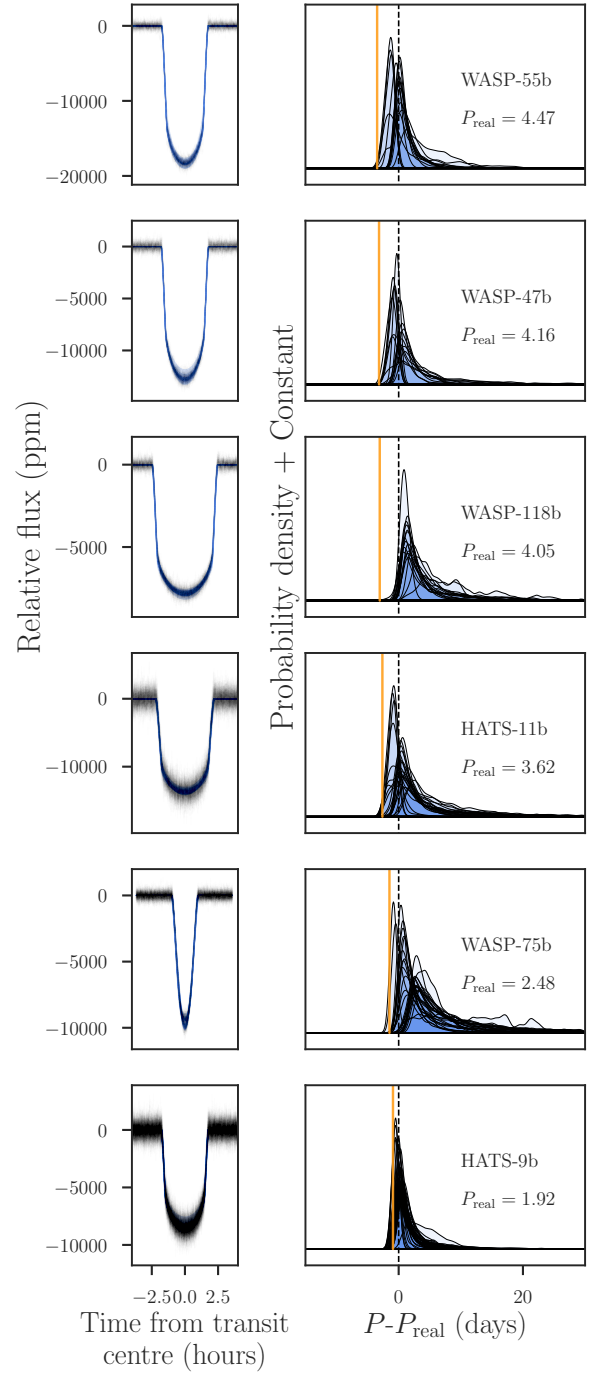 0
−10000
−20000
WASP-55b
P_real = 4.47
0
−5000
−10000
WASP-47b
P_real = 4.16
0
−5000
WASP-118b
P_real = 4.05
0
−10000
HATS-11b
P_real = 3.62
0
−5000
−10000
WASP-75b
P_real = 2.48
0
−5000
−10000
HATS-9b
P_real = 1.92
Relative flux (ppm)
Probability density + Constant
−2.5 0.0 2.5
Time from transit
centre (hours)
0 20
P-P_real (days)